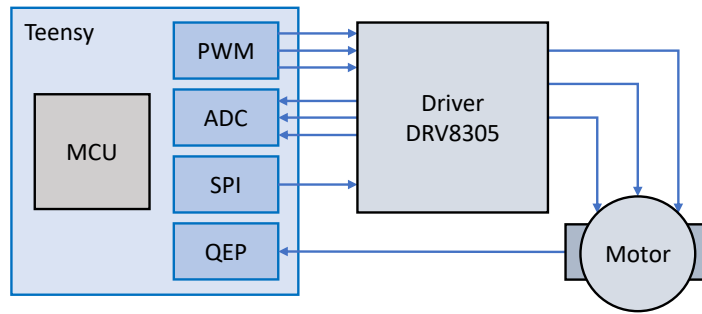 Teensy
PWM
ADC
MCU
SPI
QEP
Driver
DRV8305
Motor